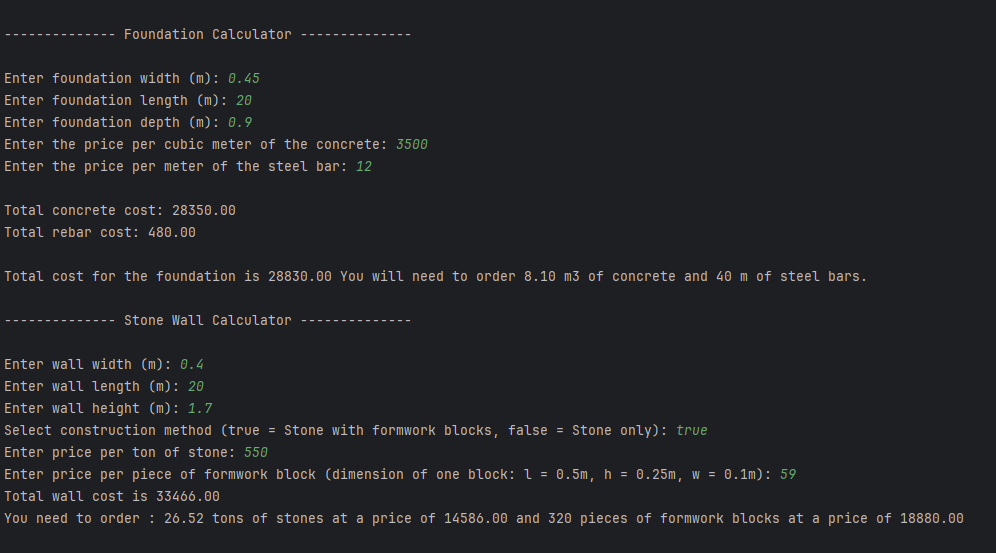 -------------- Foundation Calculator --------------
Enter foundation width (m): 0.45
Enter foundation length (m): 20
Enter foundation depth (m): 0.9
Enter the price per cubic meter of the concrete: 3500
Enter the price per meter of the steel bar: 12
Total concrete cost: 28350.00
Total rebar cost: 480.00
Total cost for the foundation is 28830.00 You will need to order 8.10 m3 of concrete and 40 m of steel bars.
-------------- Stone Wall Calculator --------------
Enter wall width (m): 0.4
Enter wall length (m): 20
Enter wall height (m): 1.7
Select construction method (true = Stone with formwork blocks, false = Stone only): true
Enter price per ton of stone: 550
Enter price per piece of formwork block (dimension of one block: l = 0.5m, h = 0.25m, w = 0.1m): 59
Total wall cost is 33466.00
You need to order : 26.52 tons of stones at a price of 14586.00 and 320 pieces of formwork blocks at a price of 18880.00